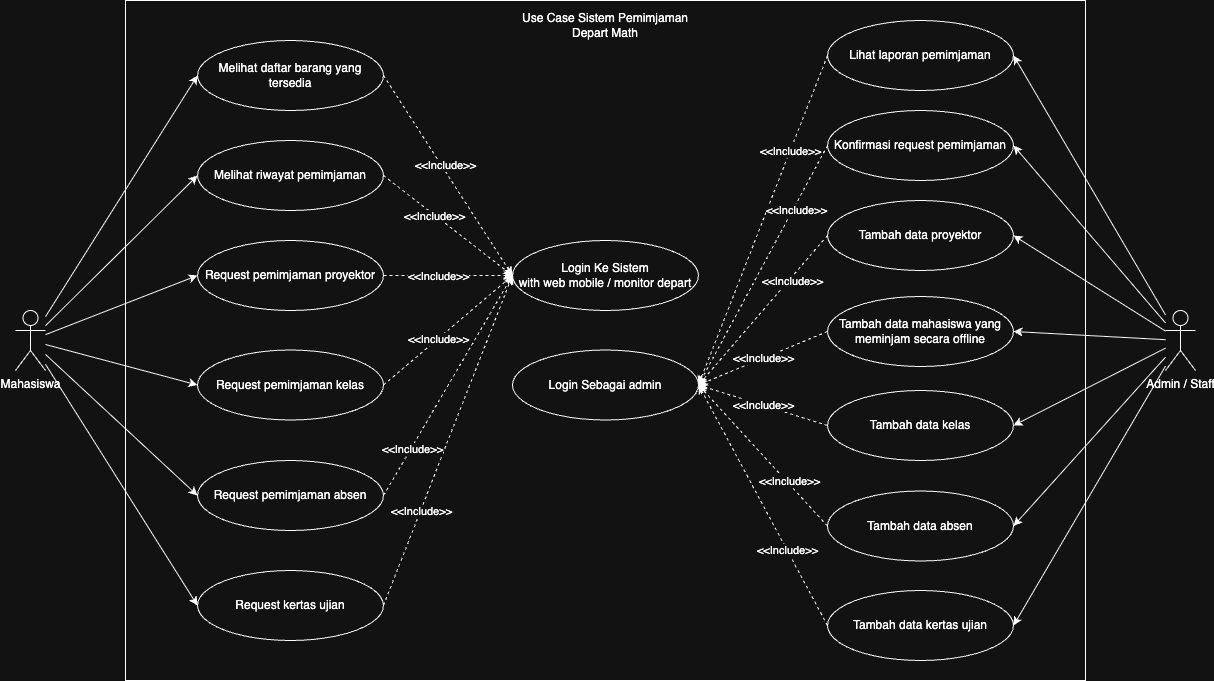 Use Case Sistem Pemimjaman
Depart Math
Melihat daftar barang yang
tersedia
Melihat riwayat pemimjaman
Request pemimjaman proyektor
Request pemimjaman kelas
Request pemimjaman absen
Request kertas ujian
Mahasiswa
<<Include>>
<<Include>>
<<Include>>
<<Include>>
<<Include>>
<<Include>>
Login Ke Sistem
with web mobile / monitor depart
Login Sebagai admin
<<Include>>
<<Include>>
<<Include>>
<<Include>>
<<Include>>
<<Include>>
<<Include>>
Lihat laporan pemimjaman
Konfirmasi request pemimjaman
Tambah data proyektor
Tambah data mahasiswa yang
meminjam secara offline
Tambah data kelas
Tambah data absen
Tambah data kertas ujian
Admin / Staff